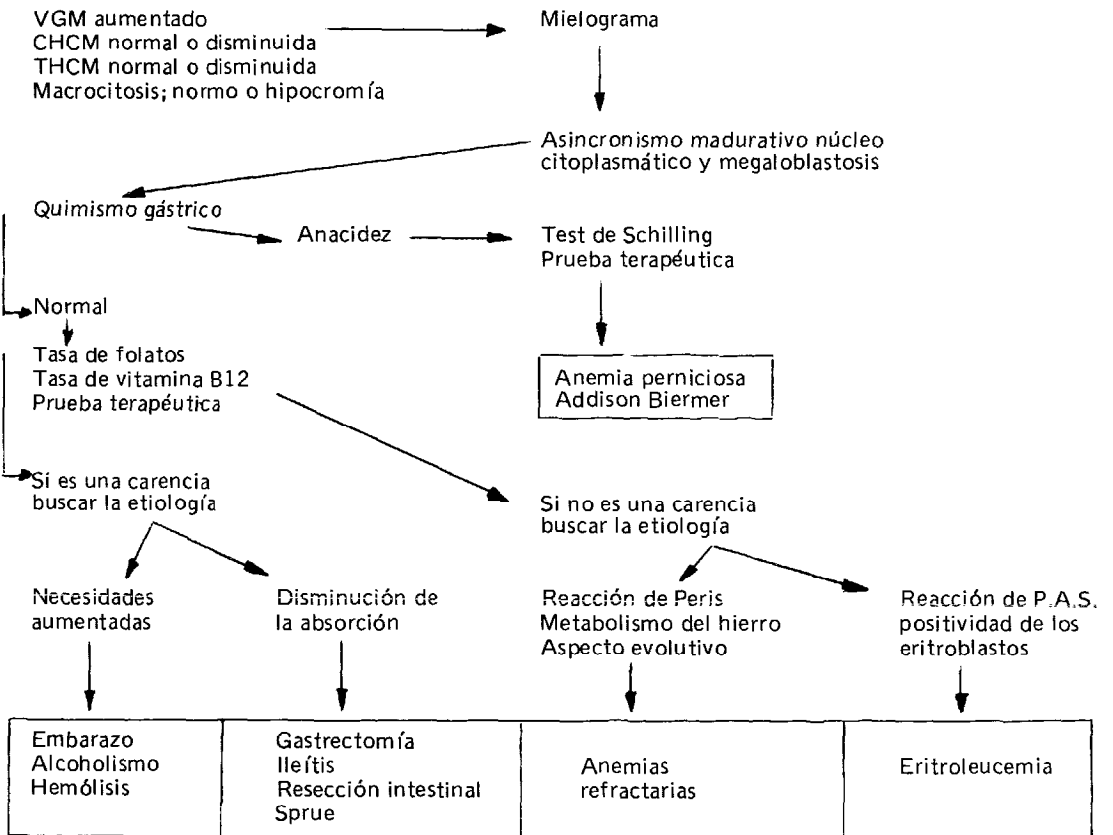 VGM aumentado
CHCM normal o disminuida
THCM normal o disminuida
Macrocitosis; normo o hipocromía
Mielograma
Asincronismo madurativo núcleo
citoplasmático y megaloblastosis
Quimismo gástrico
Anacidez
Test de Schilling
Prueba terapéutica
Normal
Tasa de folatos
Tasa de vitamina B12
Prueba terapéutica
Anemia perniciosa
Addison Biermer
Sí es una carencia
buscar la etiología
Si no es una carencia
buscar la etiología
Necesidades
aumentadas
Disminución de
la absorción
Reacción de Peris
Metabolismo del hierro
Aspecto evolutivo
Reacción de P.A.S.
positividad de los
eritroblastos
Embarazo
Alcoholismo
Hemólisis
Gastrectomía
Ileítis
Resección intestinal
Sprue
Anemias
refractarias
Eritroleucemia